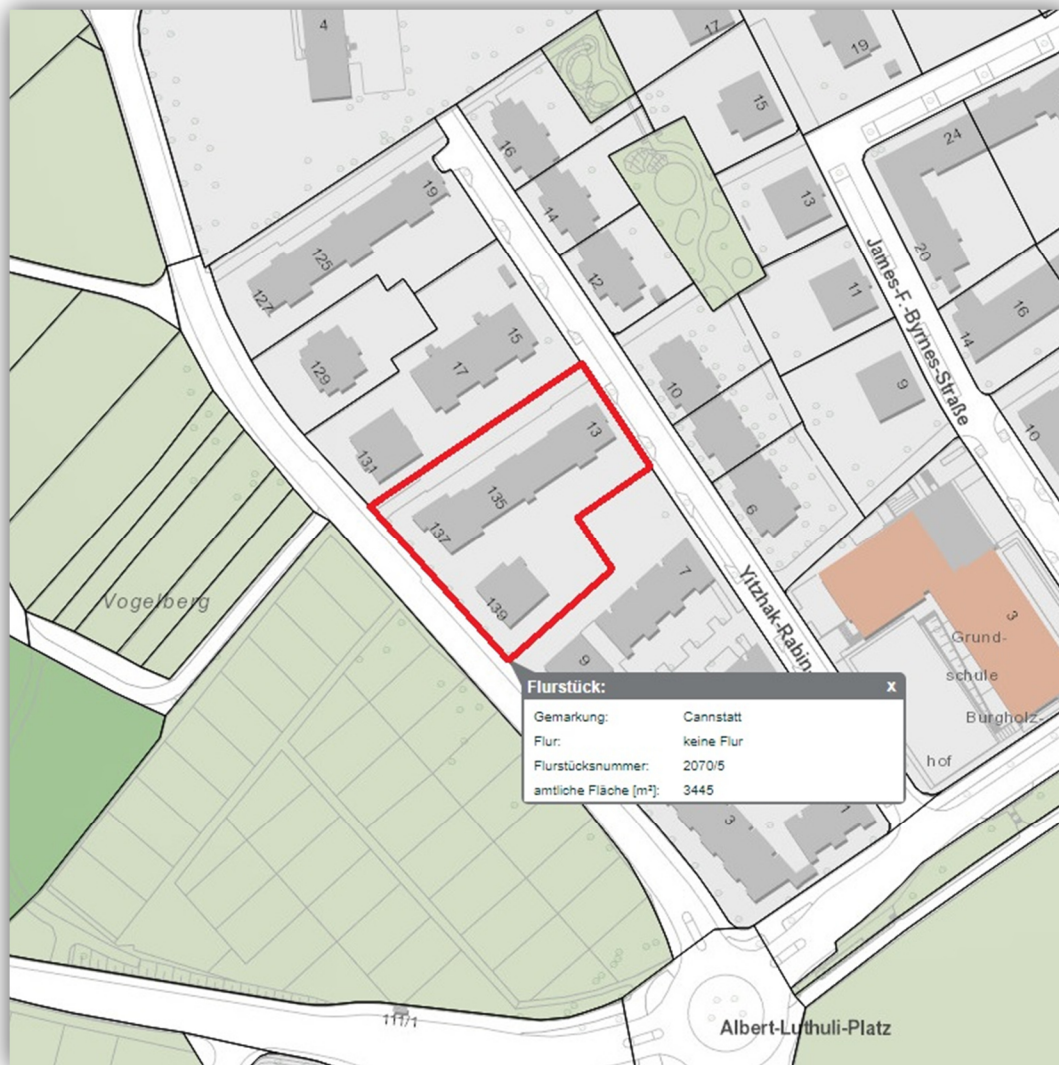 4
17
19
15
16
24
19
13
14
125
20
12
11
127
16
14
15
129
17
10
9
13
10
131
135
6
137
James-F.-Byrnes-Straße
7
139
Yitzhak-Rabin-
Vogelberg
3
Grund-
schule
9
Burgholz-
hof
Flurstück: x
Gemarkung: Cannstatt
Flur: keine Flur
Flurstücksnummer: 2070/5
amtliche Fläche [m²]: 3445
3
1
111/1
Albert-Luthuli-Platz